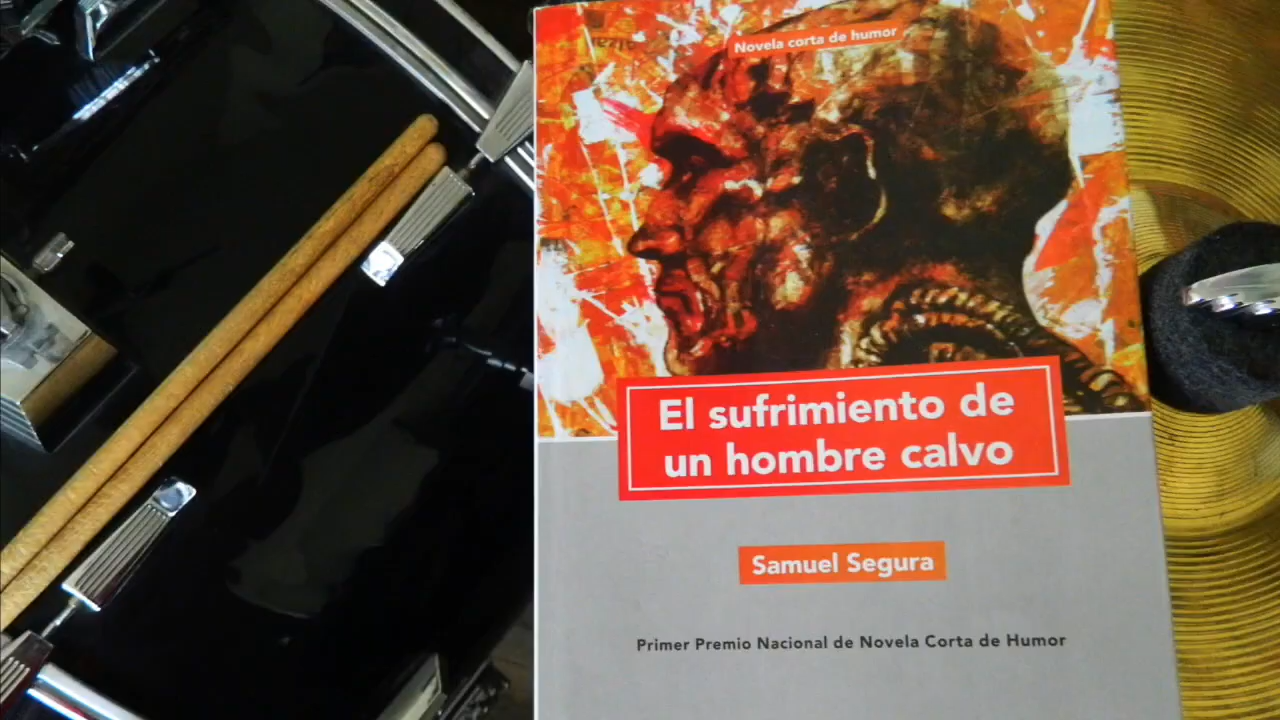 Novela corta de humor
El sufrimiento de
un hombre calvo
Samuel Segura
Primer Premio Nacional de Novela Corta de Humor